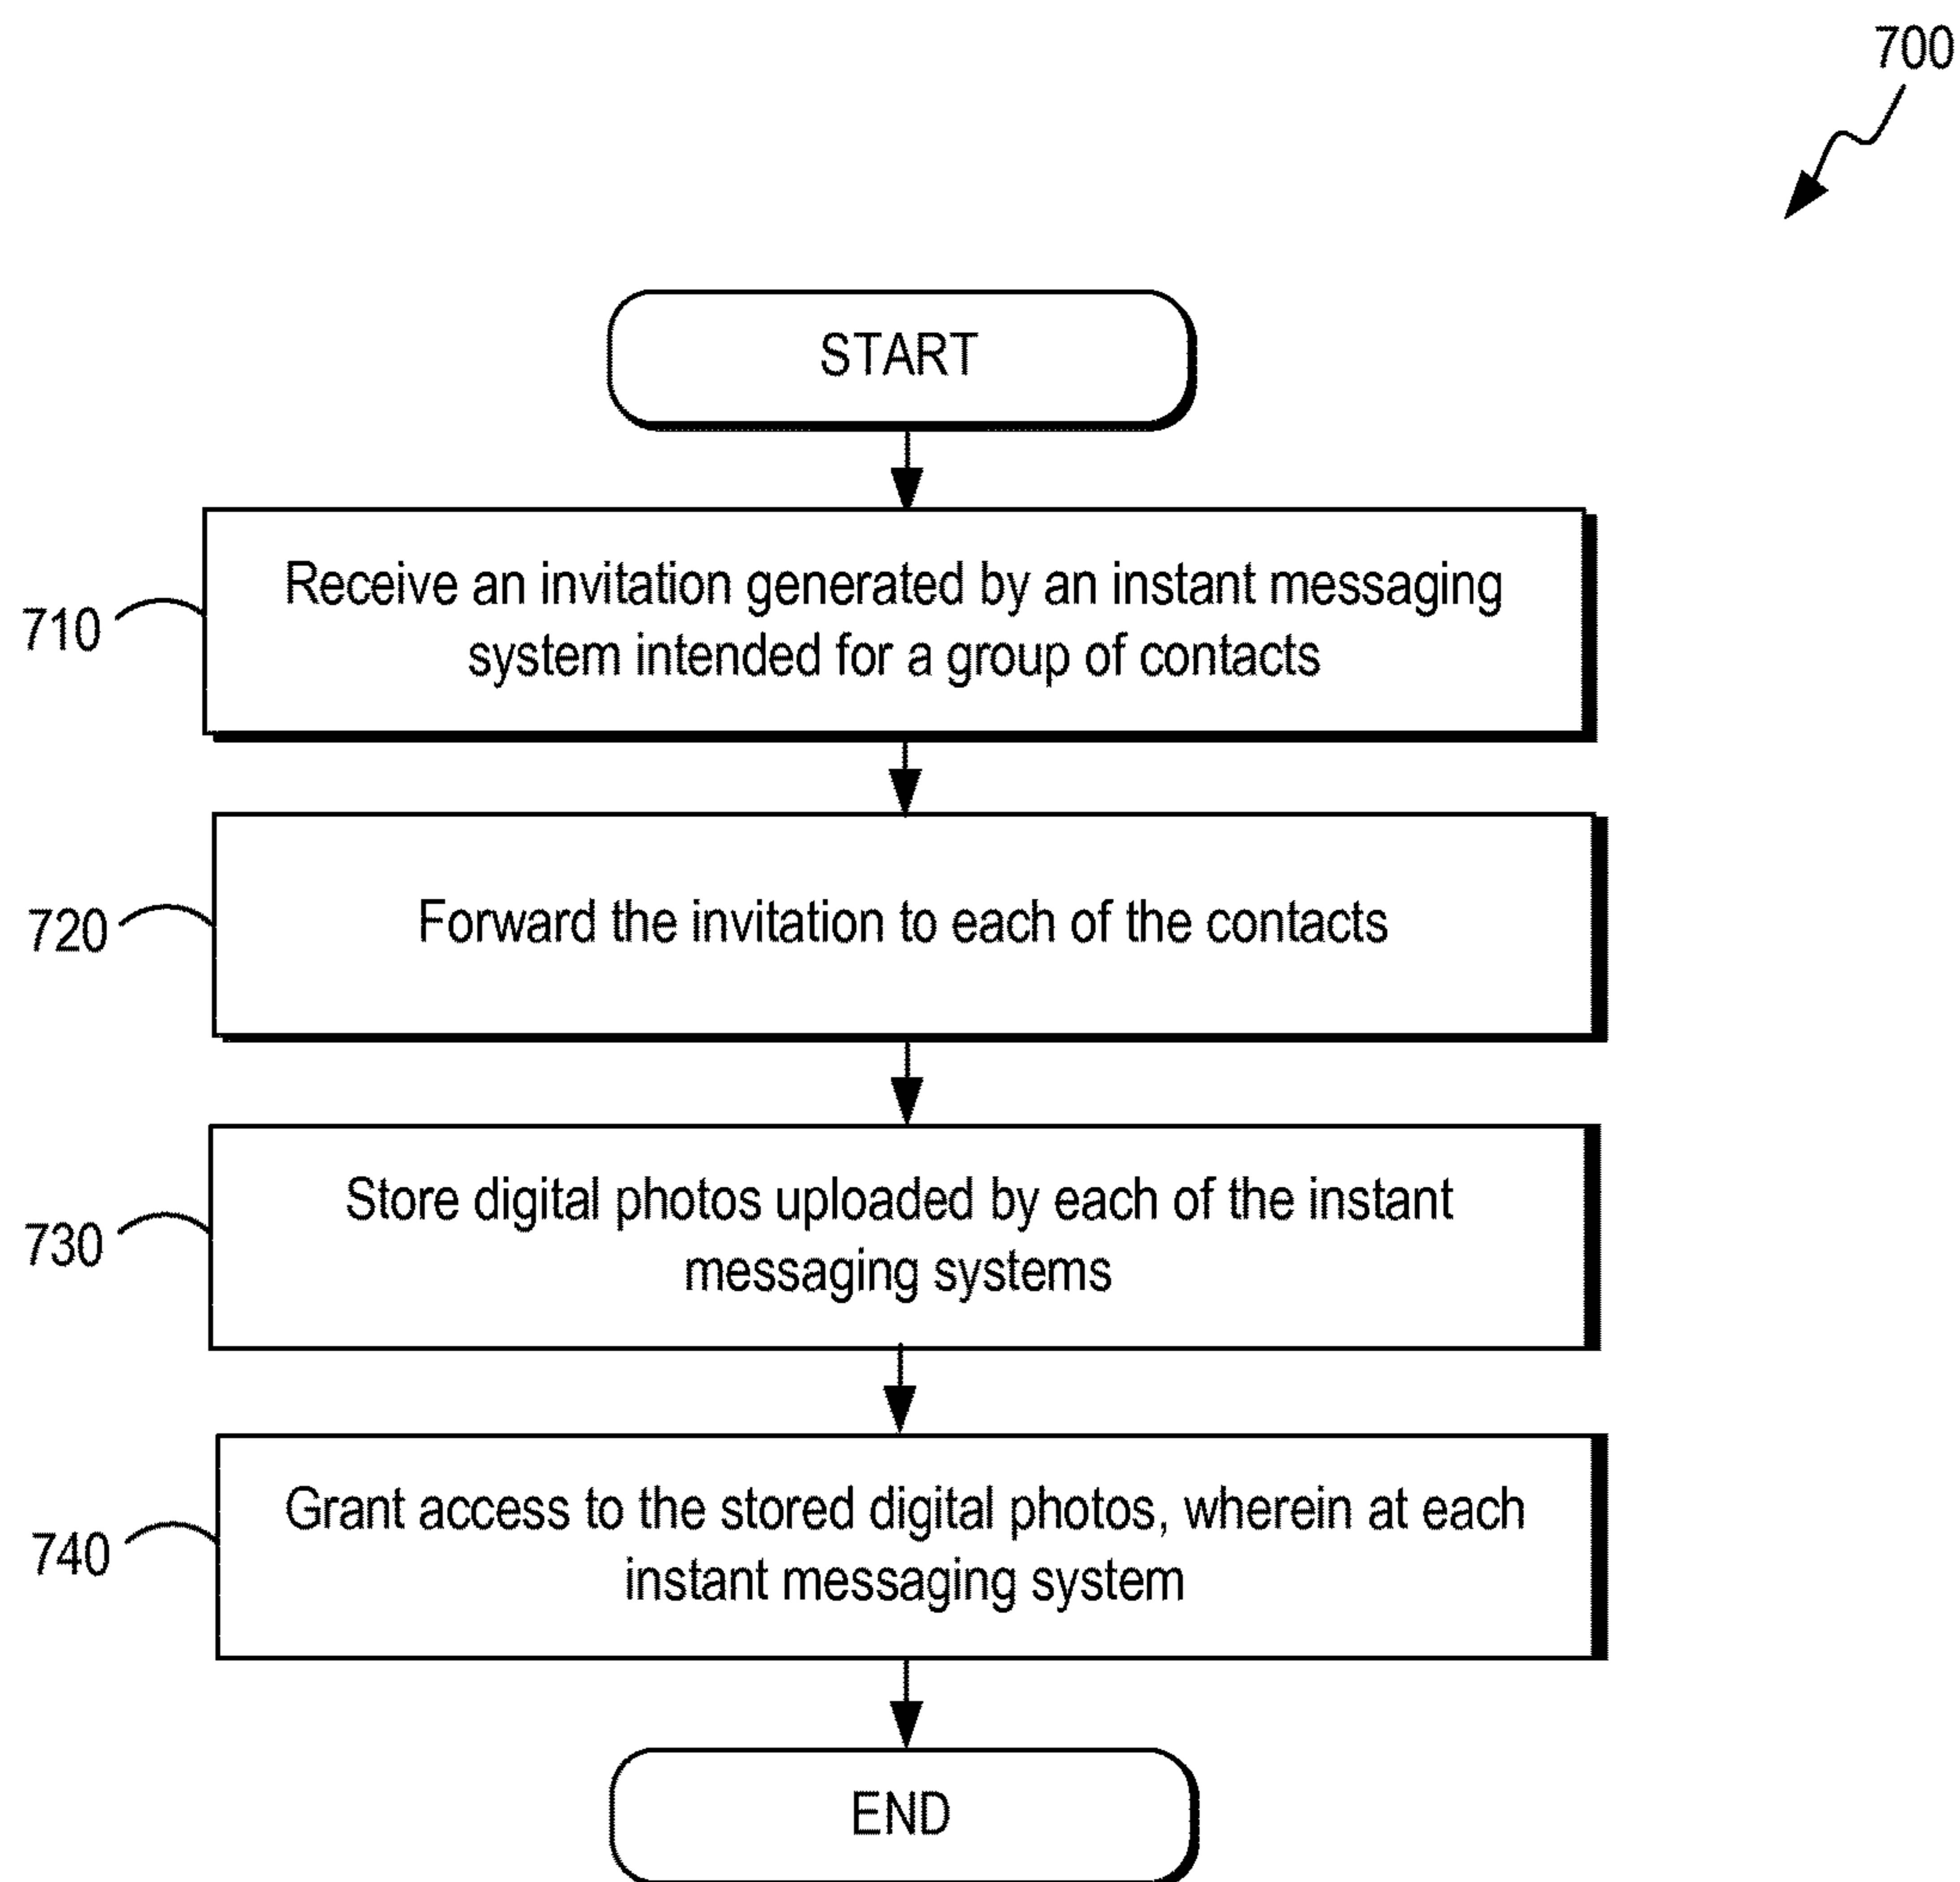 700
START
710
Receive an invitation generated by an instant messaging
system intended for a group of contacts
720
Forward the invitation to each of the contacts
730
Store digital photos uploaded by each of the instant
messaging systems
740
Grant access to the stored digital photos, wherein at each
instant messaging system
END